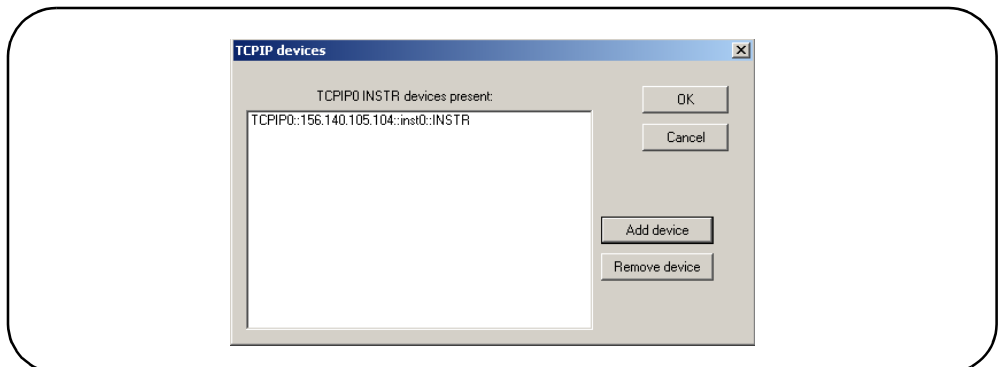 TCPIP devices
TCPIP0 INSTR devices present:
TCPIP0::156.140.105.104::inst0::INSTR
OK
Cancel
Add device
Remove device